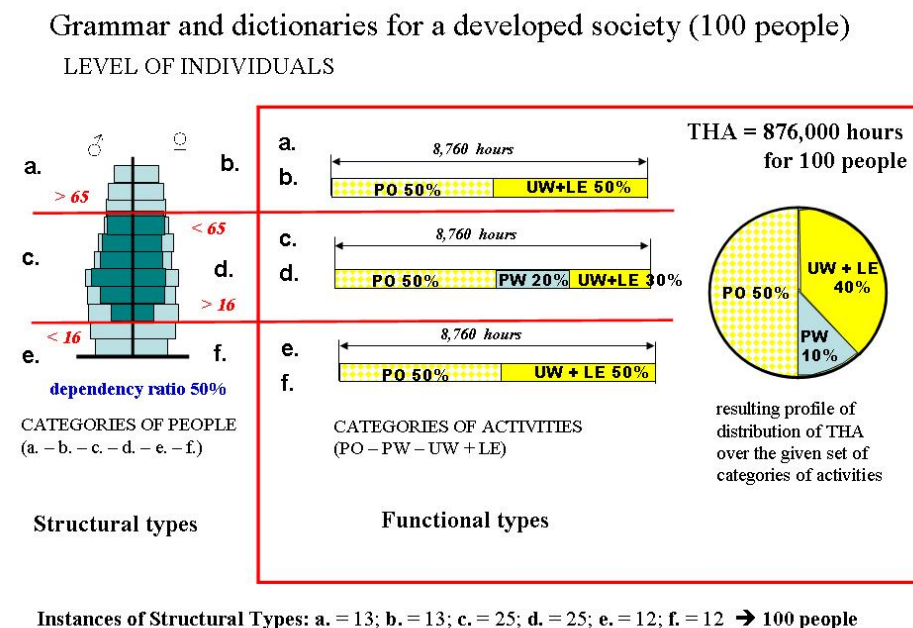 Grammar and dictionaries for a developed society (100 people)
LEVEL OF INDIVIDUALS
♂ ♀
a.
b.
> 65
< 65
c.
d.
> 16
< 16
e.
f.
dependency ratio 50%
CATEGORIES OF PEOPLE
(a. – b. – c. – d. – e. – f.)
Structural types
a.
b.
8,760 hours
PO 50% UW+LE 50%
c.
d.
8,760 hours
PO 50% PW 20% UW+LE 30%
e.
f.
8,760 hours
PO 50% UW + LE 50%
CATEGORIES OF ACTIVITIES
(PO – PW – UW + LE)
Functional types
THA = 876,000 hours
for 100 people
PO 50%
UW + LE
40%
PW
10%
resulting profile of
distribution of THA
over the given set of
categories of activities
Instances of Structural Types: a. = 13; b. = 13; c. = 25; d. = 25; e. = 12; f. = 12 → 100 people